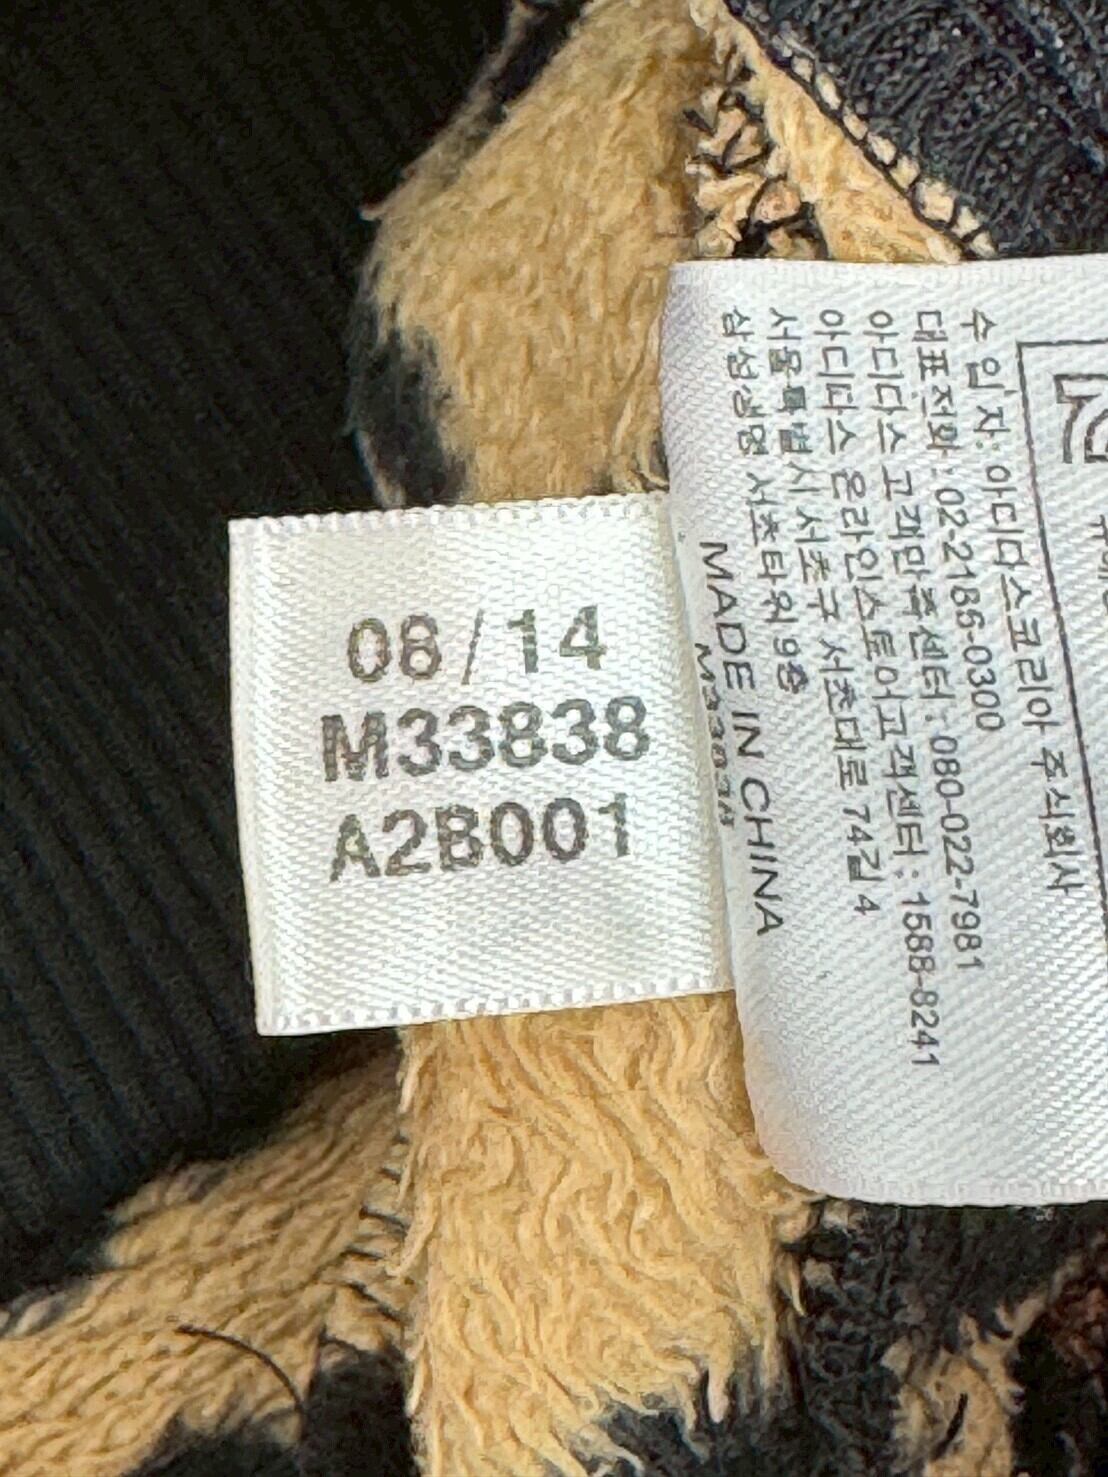 08/14
M33838
A2B001
수입자: 아디다스코리아 주식회사
대표전화: 02-2186-0300
아디다스 고객만족센터: 080-022-7981
아디다스 온라인스토어고객센터: 1588-8241
서울특별시 서초구 서초대로 74길 4
삼성생명 서초타워 9층
MADE IN CHINA
M33838